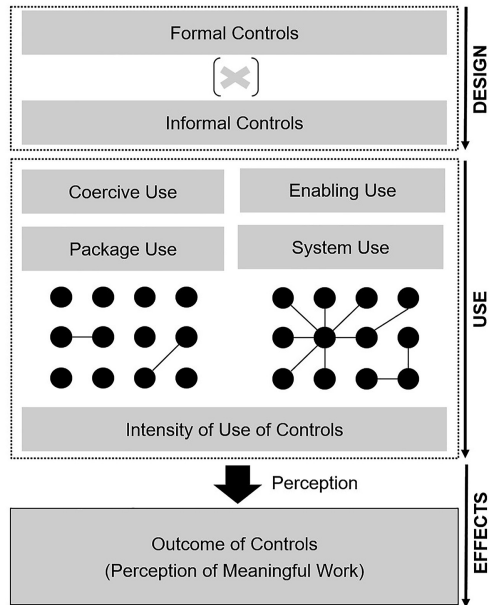 Formal Controls
Informal Controls
DESIGN
Coercive Use
Enabling Use
Package Use
System Use
Intensity of Use of Controls
USE
Perception
Outcome of Controls
(Perception of Meaningful Work)
EFFECTS